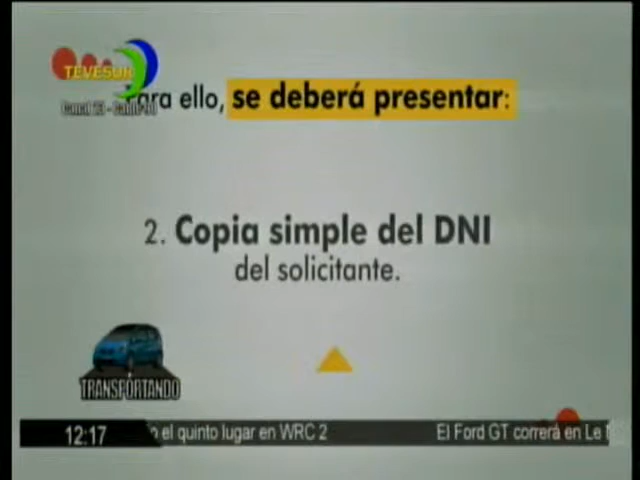 TEVESUR
Para ello, se deberá presentar:
2. Copia simple del DNI
del solicitante.
TRANSPORTANDO
12:17
el quinto lugar en WRC 2 El Ford GT correrá en Le